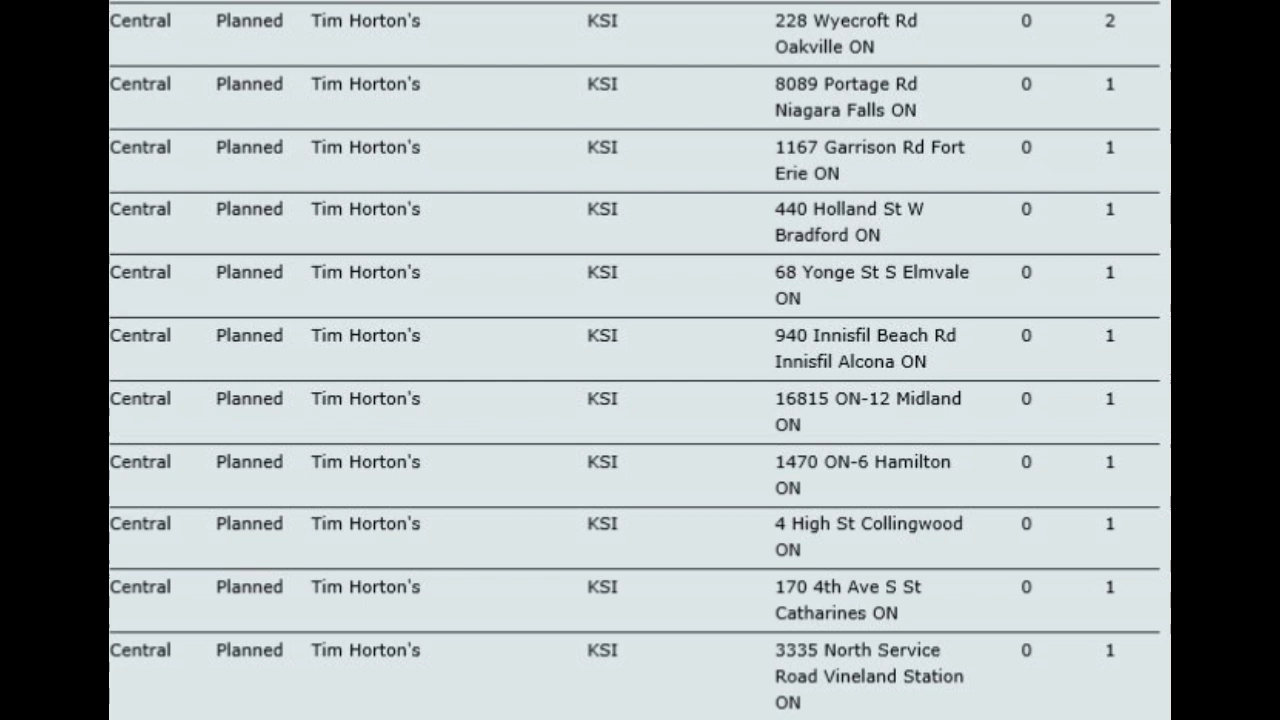 Central Planned Tim Horton's KSI 228 Wyecroft Rd 0 2
Oakville ON
Central Planned Tim Horton's KSI 8089 Portage Rd 0 1
Niagara Falls ON
Central Planned Tim Horton's KSI 1167 Garrison Rd Fort 0 1
Erie ON
Central Planned Tim Horton's KSI 440 Holland St W 0 1
Bradford ON
Central Planned Tim Horton's KSI 68 Yonge St S Elmvale 0 1
ON
Central Planned Tim Horton's KSI 940 Innisfil Beach Rd 0 1
Innisfil Alcona ON
Central Planned Tim Horton's KSI 16815 ON-12 Midland 0 1
ON
Central Planned Tim Horton's KSI 1470 ON-6 Hamilton 0 1
ON
Central Planned Tim Horton's KSI 4 High St Collingwood 0 1
ON
Central Planned Tim Horton's KSI 170 4th Ave S St 0 1
Catharines ON
Central Planned Tim Horton's KSI 3335 North Service 0 1
Road Vineland Station
ON